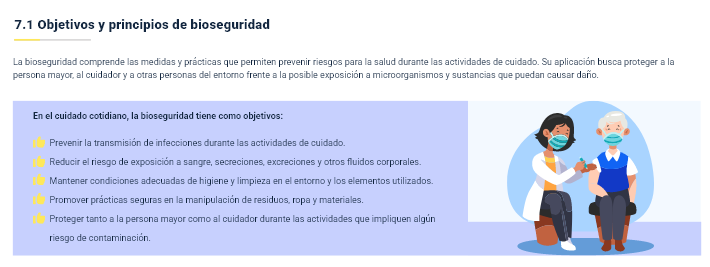 7.1 Objetivos y principios de bioseguridad
La bioseguridad comprende las medidas y prácticas que permiten prevenir riesgos para la salud durante las actividades de cuidado. Su aplicación busca proteger a la
persona mayor, al cuidador y a otras personas del entorno frente a la posible exposición a microorganismos y sustancias que puedan causar daño.
En el cuidado cotidiano, la bioseguridad tiene como objetivos:
Prevenir la transmisión de infecciones durante las actividades de cuidado.
Reducir el riesgo de exposición a sangre, secreciones, excreciones y otros fluidos corporales.
Mantener condiciones adecuadas de higiene y limpieza en el entorno y los elementos utilizados.
Promover prácticas seguras en la manipulación de residuos, ropa y materiales.
Proteger tanto a la persona mayor como al cuidador durante las actividades que impliquen algún
riesgo de contaminación.